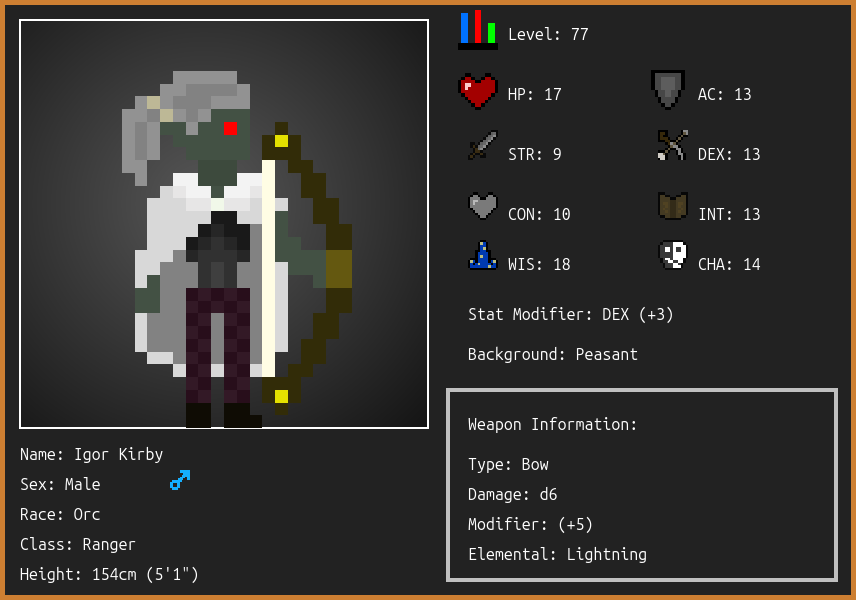 Level: 77
HP: 17
AC: 13
STR: 9
DEX: 13
CON: 10
INT: 13
WIS: 18
CHA: 14
Stat Modifier: DEX (+3)
Background: Peasant
Name: Igor Kirby
Sex: Male
Race: Orc
Class: Ranger
Height: 154cm (5'1")
Weapon Information:
Type: Bow
Damage: d6
Modifier: (+5)
Elemental: Lightning